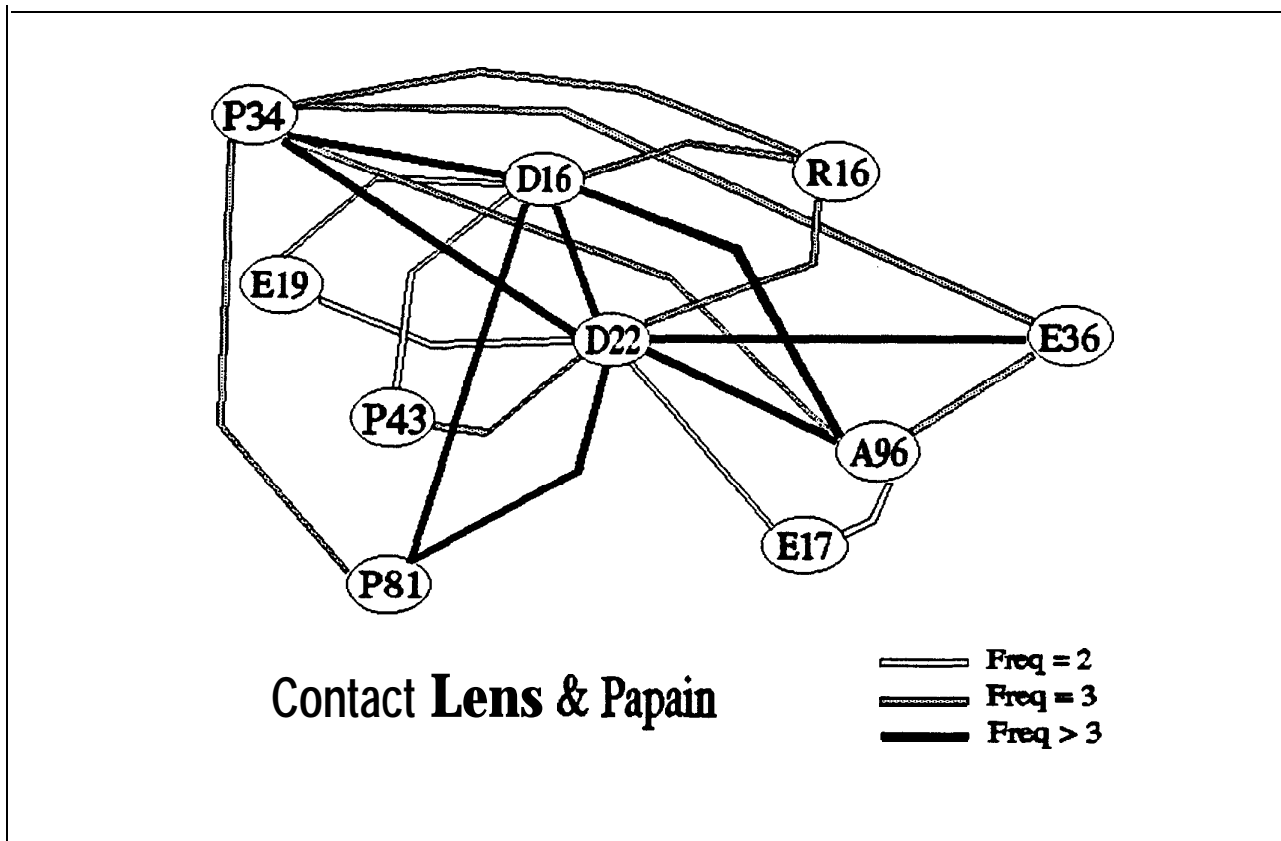 P34
D16
R16
E19
D22
E36
P43
A96
E17
P81
Contact Lens & Papain
Freq = 2
Freq = 3
Freq > 3